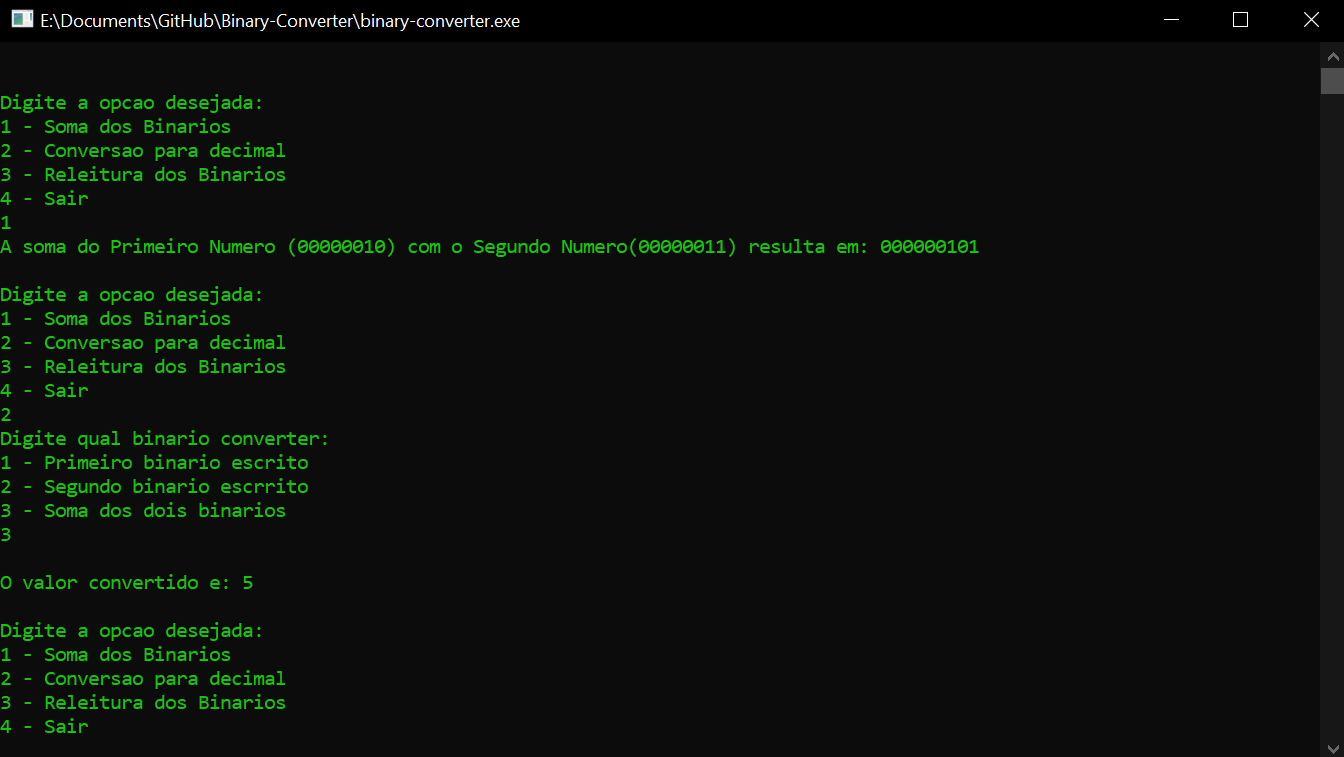 E:\Documents\GitHub\Binary-Converter\binary-converter.exe
Digite a opcao desejada:
1 - Soma dos Binarios
2 - Conversao para decimal
3 - Releitura dos Binarios
4 - Sair
1
A soma do Primeiro Numero (00000010) com o Segundo Numero(00000011) resulta em: 000000101
Digite a opcao desejada:
1 - Soma dos Binarios
2 - Conversao para decimal
3 - Releitura dos Binarios
4 - Sair
2
Digite qual binario converter:
1 - Primeiro binario escrito
2 - Segundo binario escrrito
3 - Soma dos dois binarios
3
O valor convertido e: 5
Digite a opcao desejada:
1 - Soma dos Binarios
2 - Conversao para decimal
3 - Releitura dos Binarios
4 - Sair